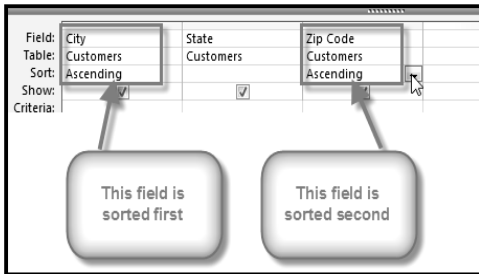 Field: City State Zip Code
Table: Customers Customers Customers
Sort: Ascending Ascending
Show:
Criteria:
This field is
sorted first
This field is
sorted second